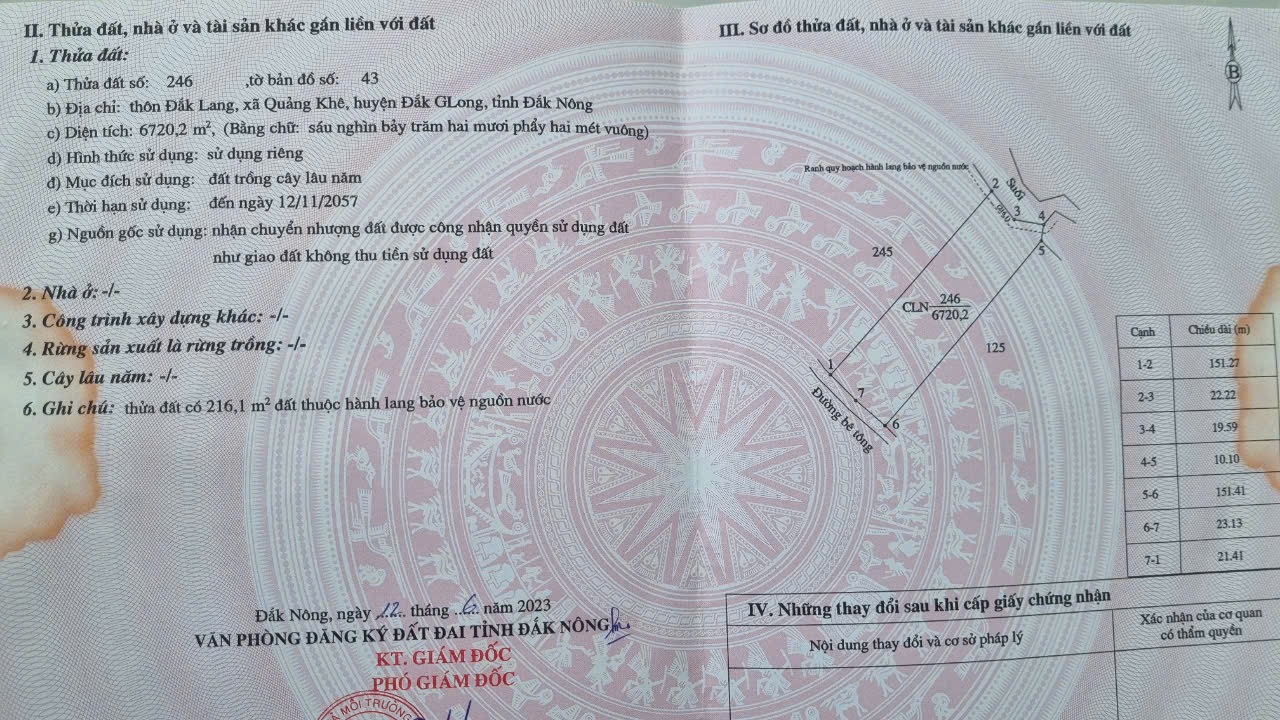 II. Thửa đất, nhà ở và tài sản khác gắn liền với đất
1. Thửa đất:
a) Thửa đất số: 246 ,tờ bản đồ số: 43
b) Địa chỉ: thôn Đắk Lang, xã Quảng Khê, huyện Đắk GLong, tỉnh Đắk Nông
c) Diện tích: 6720,2 m², (Bằng chữ: sáu nghìn bảy trăm hai mươi phẩy hai mét vuông)
d) Hình thức sử dụng: sử dụng riêng
đ) Mục đích sử dụng: đất trồng cây lâu năm
e) Thời hạn sử dụng: đến ngày 12/11/2057
g) Nguồn gốc sử dụng: nhận chuyển nhượng đất được công nhận quyền sử dụng đất
như giao đất không thu tiền sử dụng đất
2. Nhà ở: -/-
3. Công trình xây dựng khác: -/-
4. Rừng sản xuất là rừng trồng: -/-
5. Cây lâu năm: -/-
6. Ghi chú: thửa đất có 216,1 m² đất thuộc hành lang bảo vệ nguồn nước
Đắk Nông, ngày 12 tháng 6 năm 2023
VĂN PHÒNG ĐĂNG KÝ ĐẤT ĐAI TỈNH ĐẮK NÔNG
KT. GIÁM ĐỐC
PHÓ GIÁM ĐỐC
MÔI TRƯỜNG
III. Sơ đồ thửa đất, nhà ở và tài sản khác gắn liền với đất
B
Ranh quy hoạch hành lang bảo vệ nguồn nước
2
Suối
3
4
5
245
CLN 246
6720,2
125
1
7
6
Đường bê tông
Cạnh Chiều dài (m)
1-2 151.27
2-3 22.22
3-4 19.59
4-5 10.10
5-6 151.41
6-7 23.13
7-1 21.41
IV. Những thay đổi sau khi cấp giấy chứng nhận
Nội dung thay đổi và cơ sở pháp lý
Xác nhận của cơ quan
có thẩm quyền